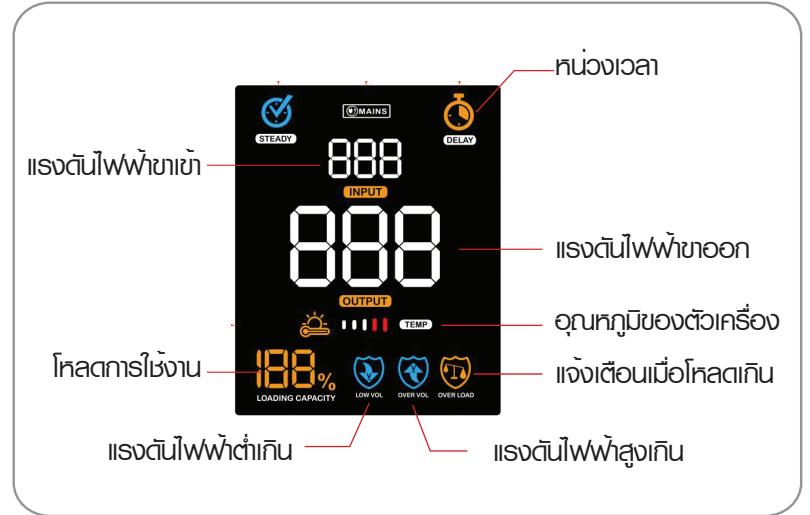 หน่วงเวลา
MAINS
STEADY
DELAY
แรงดันไฟฟ้าขาเข้า
888
INPUT
888
แรงดันไฟฟ้าขาออก
OUTPUT
TEMP
อุณหภูมิของตัวเครื่อง
โหลดการใช้งาน
188%
แจ้งเตือนเมื่อโหลดเกิน
LOADING CAPACITY
LOW VOL
OVER VOL
OVER LOAD
แรงดันไฟฟ้าต่ำเกิน
แรงดันไฟฟ้าสูงเกิน